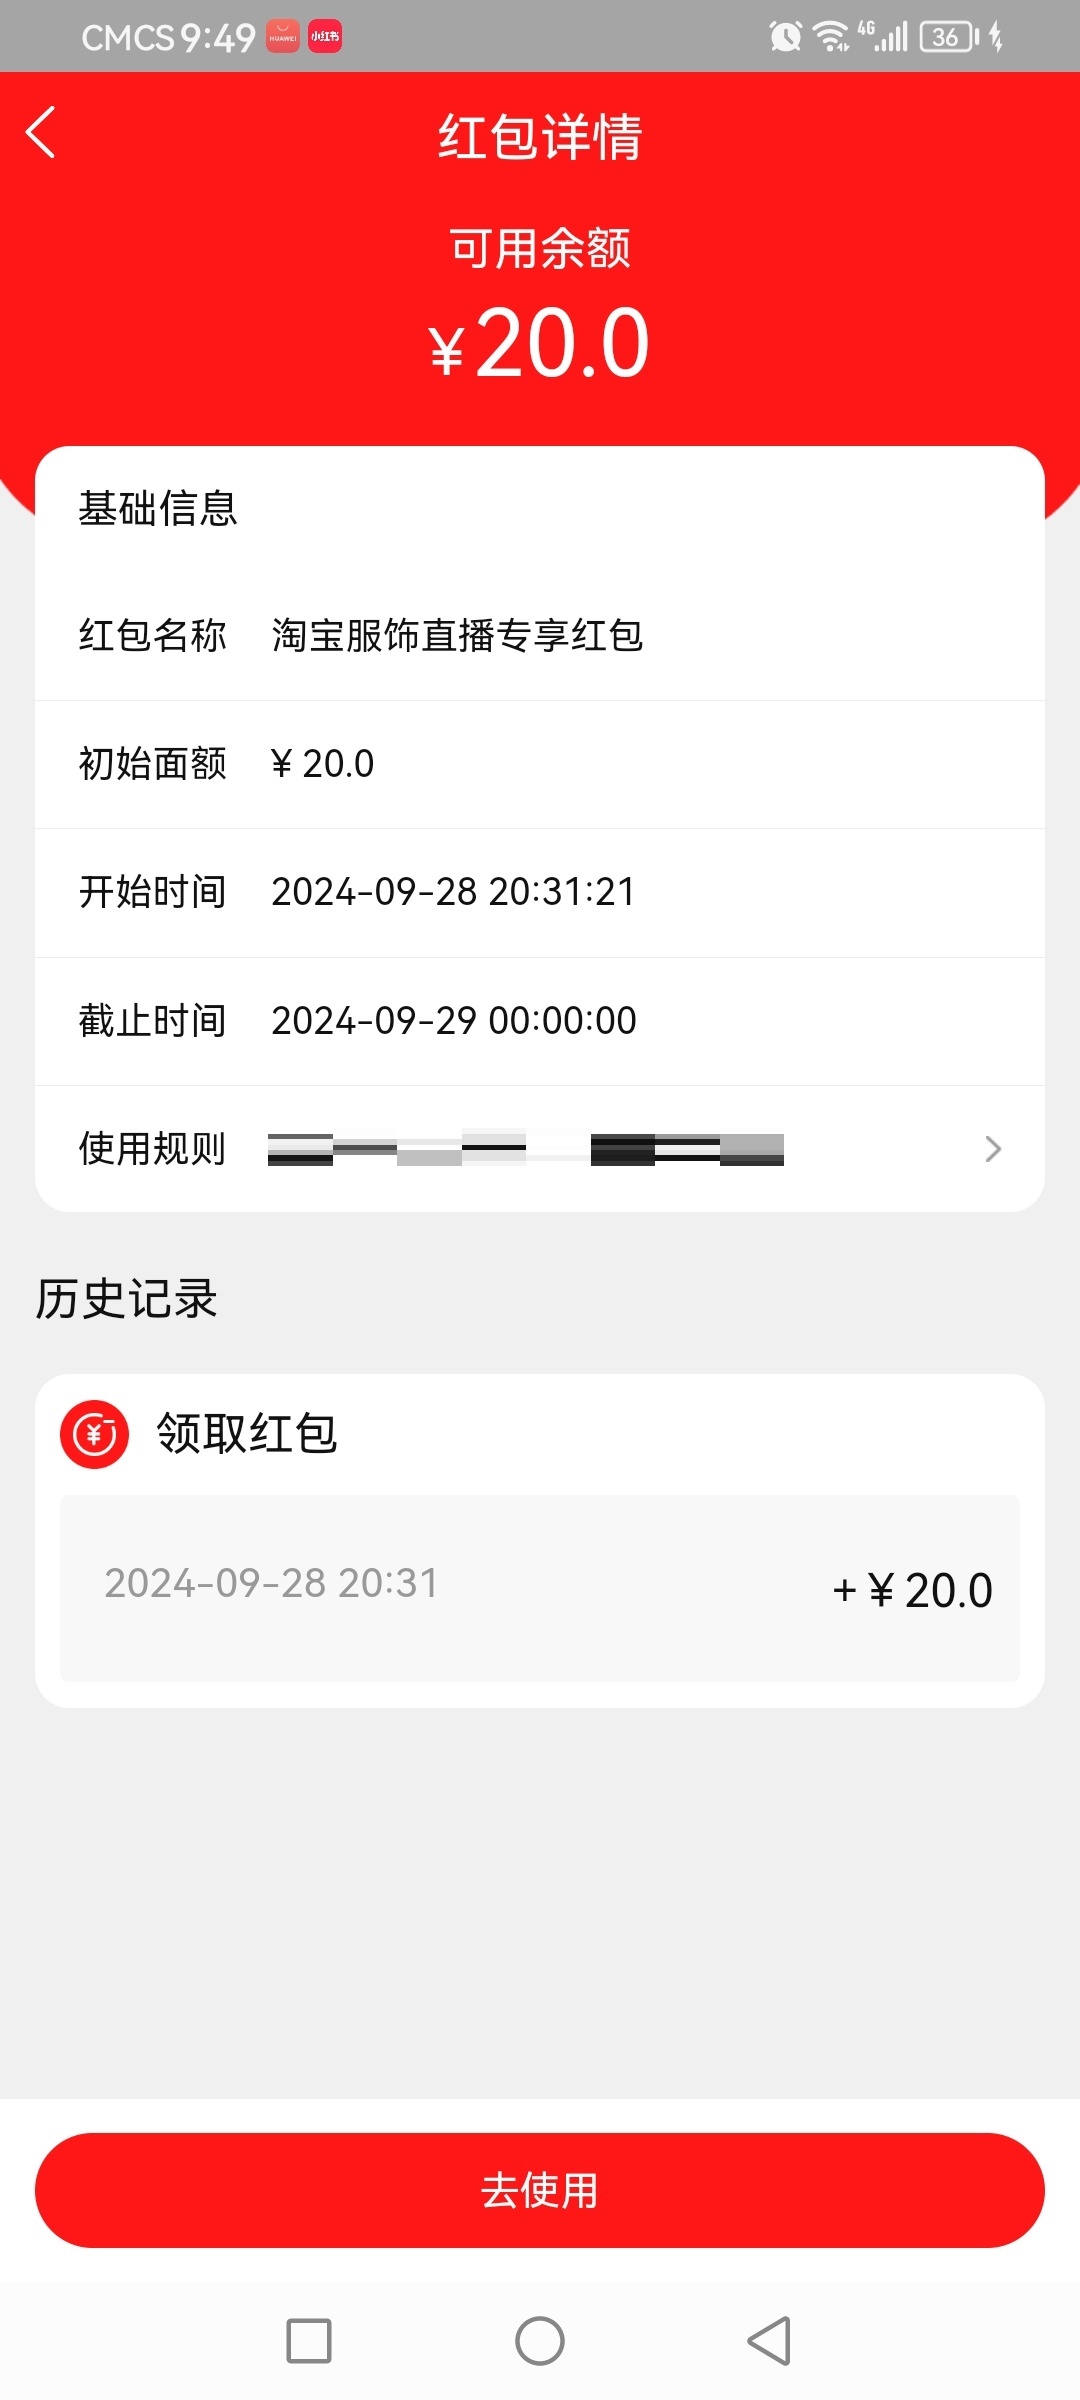 CMCS 9:49 HUAWEI 小红书 4G 36
红包详情
可用余额
¥20.0
基础信息
红包名称 淘宝服饰直播专享红包
初始面额 ¥ 20.0
开始时间 2024-09-28 20:31:21
截止时间 2024-09-29 00:00:00
使用规则
历史记录
领取红包
2024-09-28 20:31 +¥20.0
去使用